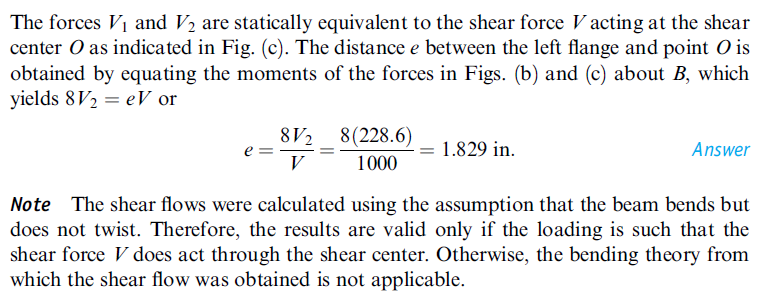 The forces V₁ and V₂ are statically equivalent to the shear force V acting at the shear
center O as indicated in Fig. (c). The distance e between the left flange and point O is
obtained by equating the moments of the forces in Figs. (b) and (c) about B, which
yields 8V₂ = eV or
e = 8V₂/V = 8(228.6)/1000 = 1.829 in. Answer
Note The shear flows were calculated using the assumption that the beam bends but
does not twist. Therefore, the results are valid only if the loading is such that the
shear force V does act through the shear center. Otherwise, the bending theory from
which the shear flow was obtained is not applicable.